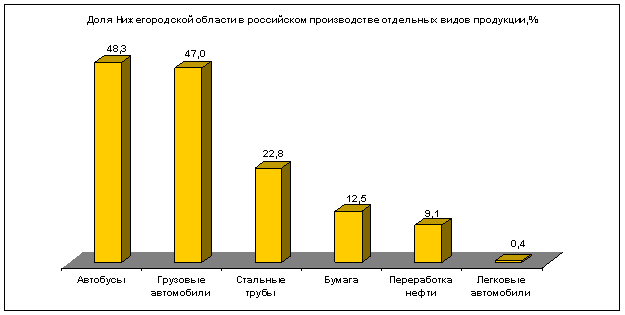 Доля Нижегородской области в российском производстве отдельных видов продукции,%
48,3
47,0
22,8
12,5
9,1
0,4
Автобусы
Грузовые
автомобили
Стальные
трубы
Бумага
Переработка
нефти
Легковые
автомобили